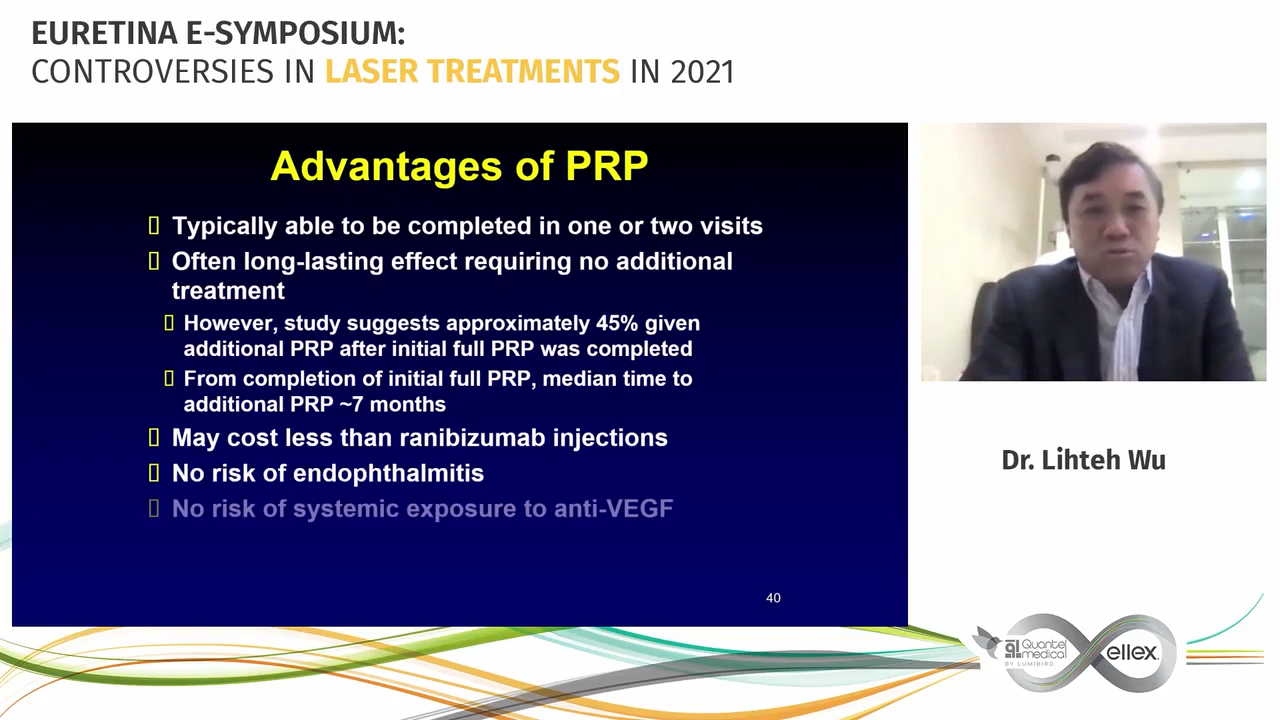 EURETINA E-SYMPOSIUM:
CONTROVERSIES IN LASER TREATMENTS IN 2021
Advantages of PRP
Typically able to be completed in one or two visits
Often long-lasting effect requiring no additional
treatment
However, study suggests approximately 45% given
additional PRP after initial full PRP was completed
From completion of initial full PRP, median time to
additional PRP ~7 months
May cost less than ranibizumab injections
No risk of endophthalmitis
No risk of systemic exposure to anti-VEGF
40
Dr. Lihteh Wu
Quantel
medical
BY LUMIBIRD
ellex.